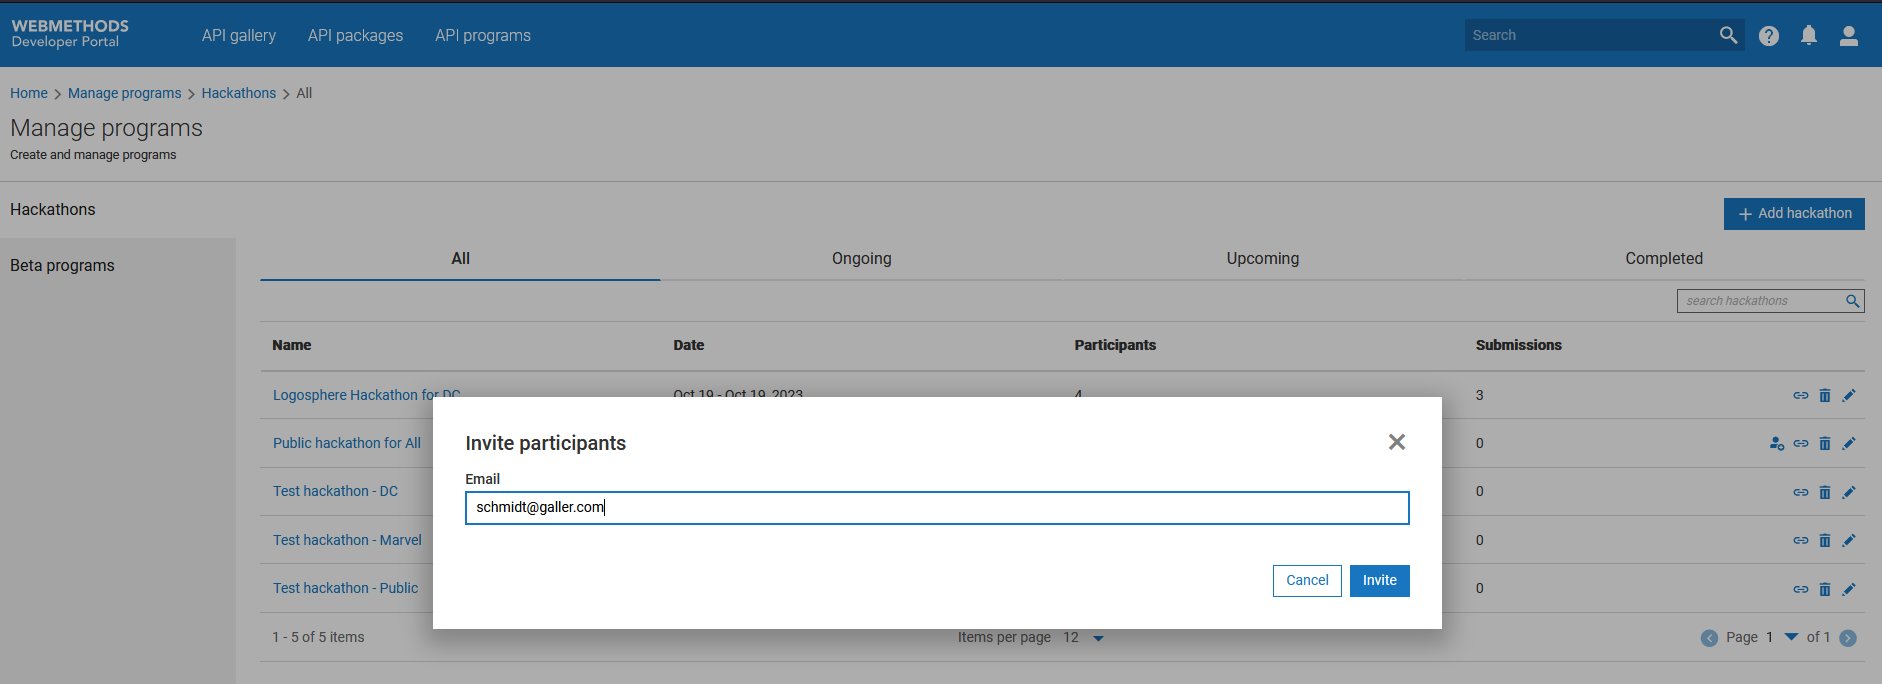 WEBMETHODS
Developer Portal
API gallery API packages API programs
Search
Home > Manage programs > Hackathons > All
Manage programs
Create and manage programs
Hackathons
+ Add hackathon
Beta programs
All Ongoing Upcoming Completed
search hackathons
Name Date Participants Submissions
Logosphere Hackathon for DC Oct 19 - Oct 19, 2023 4 3
Public hackathon for All 0
Test hackathon - DC 0
Test hackathon - Marvel 0
Test hackathon - Public 0
Invite participants
Email
schmidt@galler.com
Cancel Invite
1 - 5 of 5 items Items per page 12 Page 1 of 1